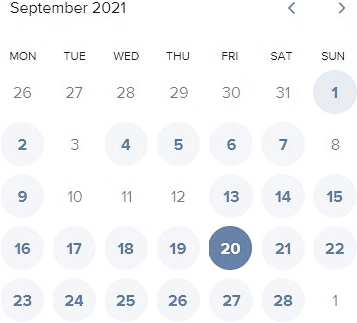 September 2021
MON TUE WED THU FRI SAT SUN
26 27 28 29 30 31 1
2 3 4 5 6 7 8
9 10 11 12 13 14 15
16 17 18 19 20 21 22
23 24 25 26 27 28 1